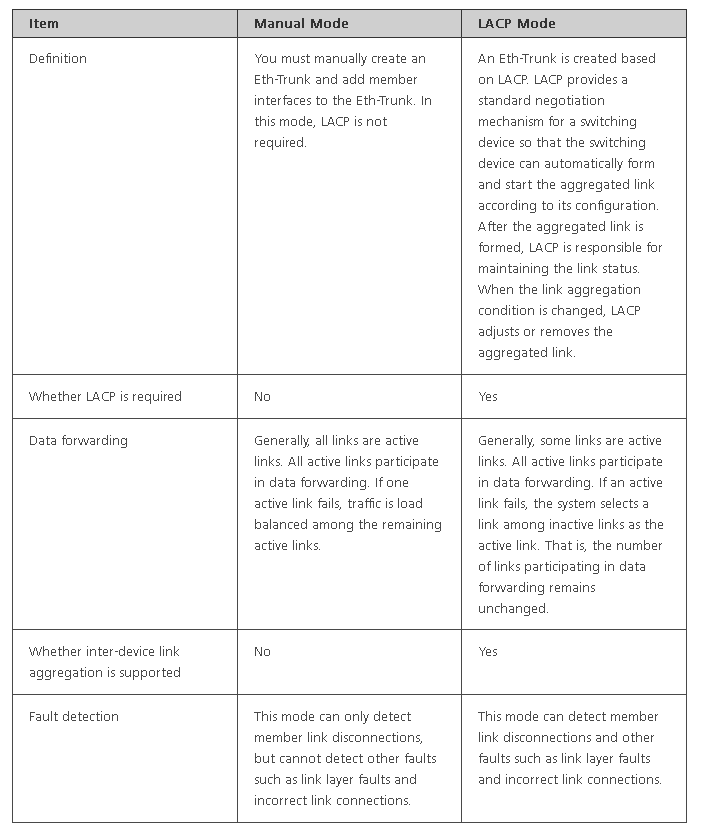 Item
Manual Mode
LACP Mode
Definition
You must manually create an
Eth-Trunk and add member
interfaces to the Eth-Trunk. In
this mode, LACP is not
required.
An Eth-Trunk is created based
on LACP. LACP provides a
standard negotiation
mechanism for a switching
device so that the switching
device can automatically form
and start the aggregated link
according to its configuration.
After the aggregated link is
formed, LACP is responsible for
maintaining the link status.
When the link aggregation
condition is changed, LACP
adjusts or removes the
aggregated link.
Whether LACP is required
No
Yes
Data forwarding
Generally, all links are active
links. All active links participate
in data forwarding. If one
active link fails, traffic is load
balanced among the remaining
active links.
Generally, some links are active
links. All active links participate
in data forwarding. If an active
link fails, the system selects a
link among inactive links as the
active link. That is, the number
of links participating in data
forwarding remains
unchanged.
Whether inter-device link
aggregation is supported
No
Yes
Fault detection
This mode can only detect
member link disconnections,
but cannot detect other faults
such as link layer faults and
incorrect link connections.
This mode can detect member
link disconnections and other
faults such as link layer faults
and incorrect link connections.